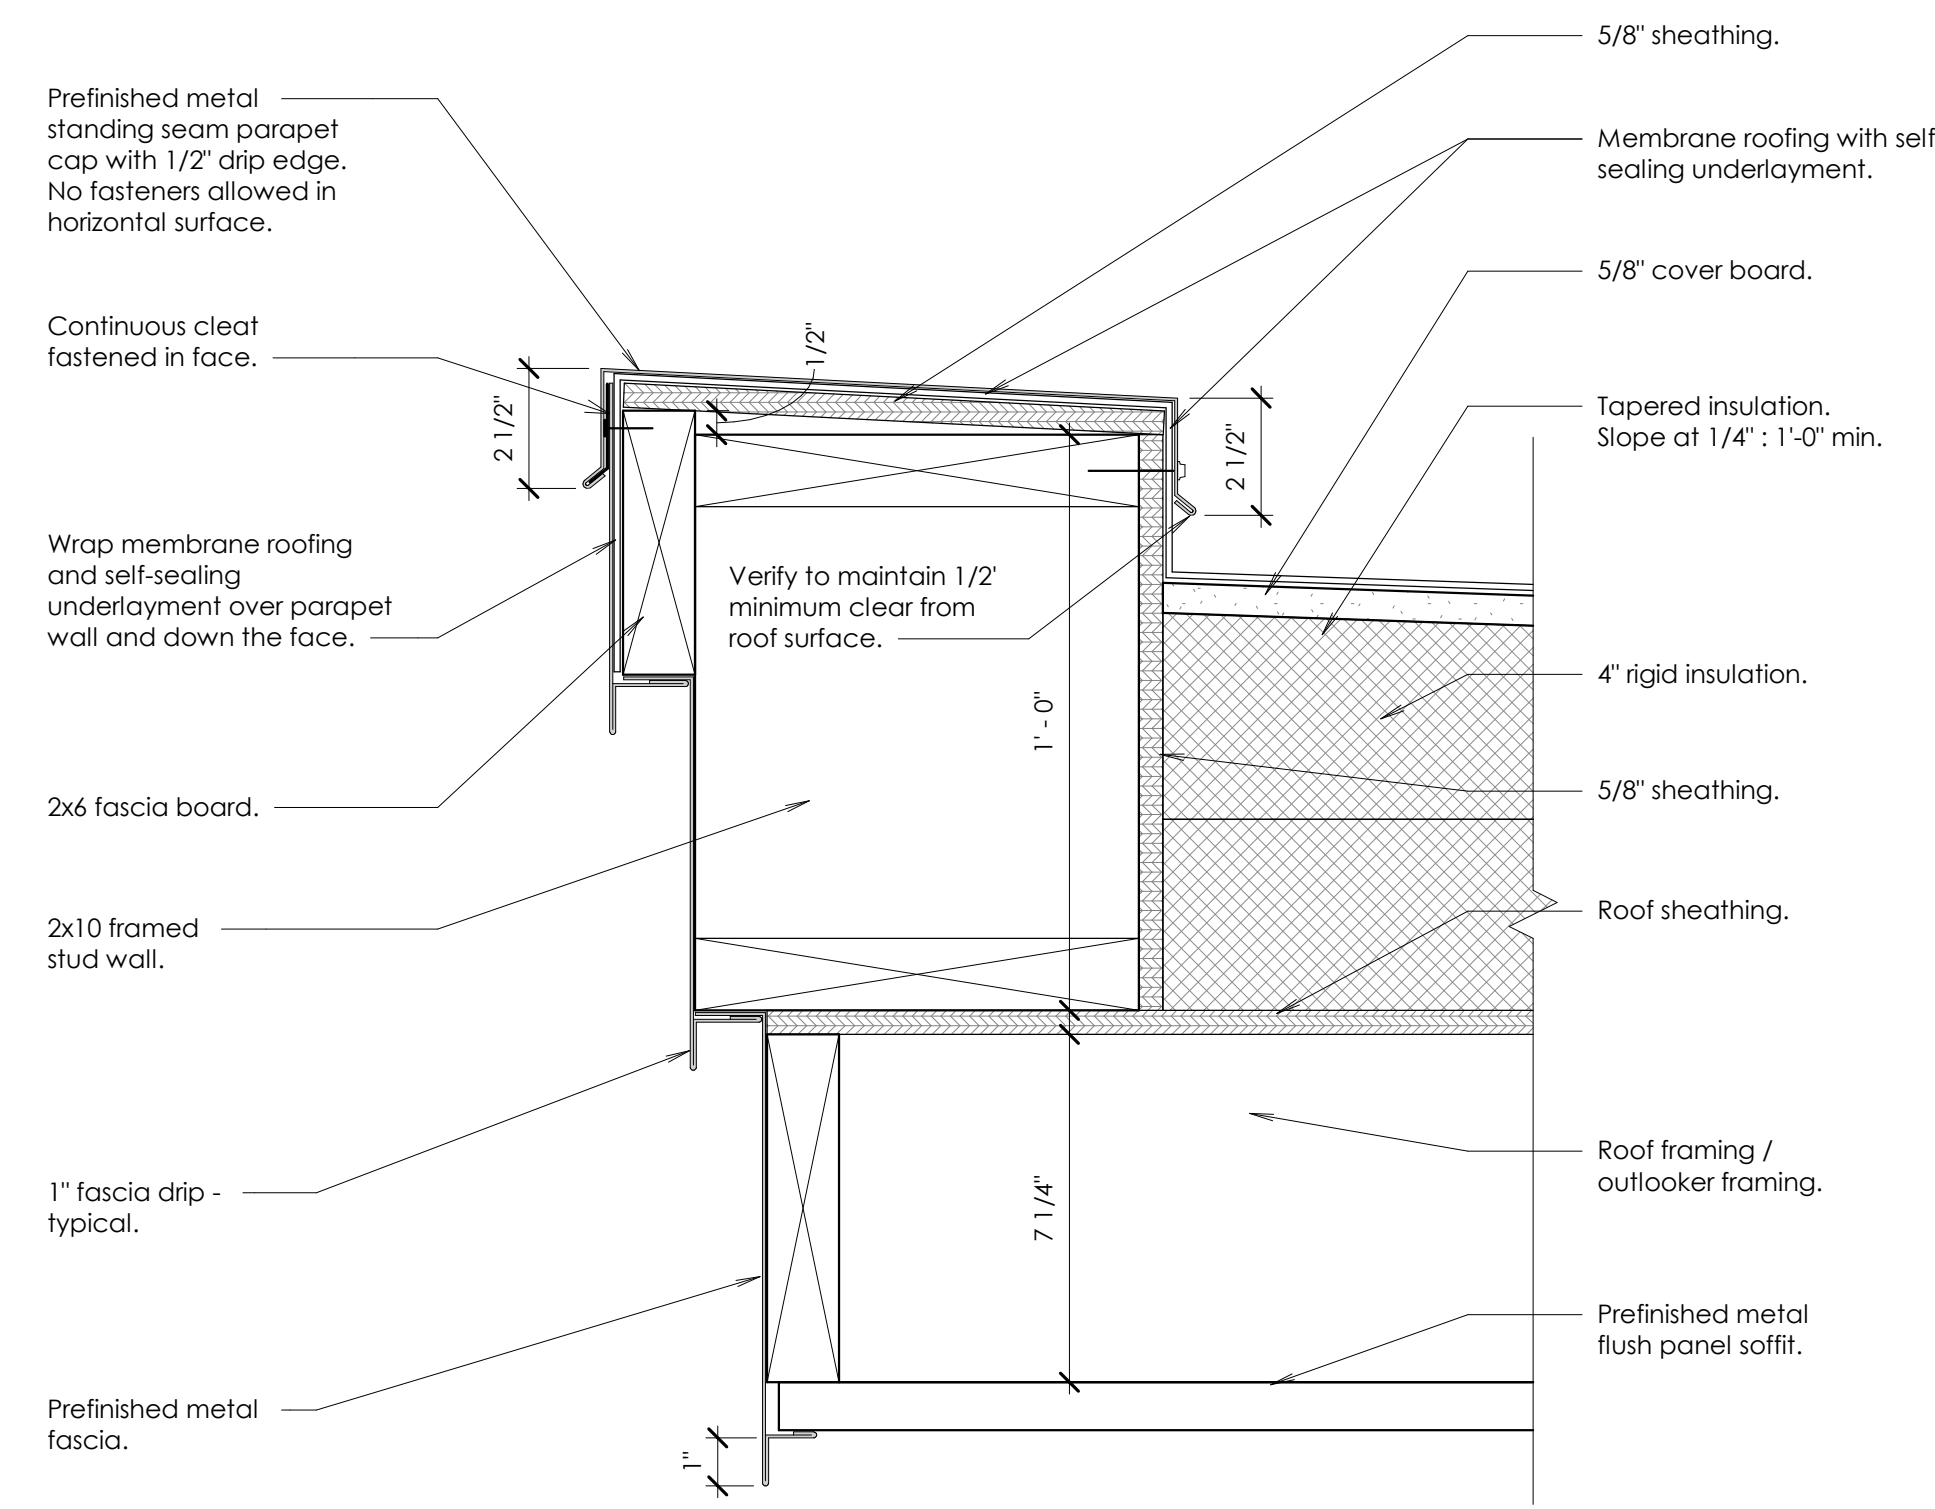 Prefinished metal
standing seam parapet
cap with 1/2" drip edge.
No fasteners allowed in
horizontal surface.
Continuous cleat
fastened in face.
Wrap membrane roofing
and self-sealing
underlayment over parapet
wall and down the face.
2x6 fascia board.
2x10 framed
stud wall.
1" fascia drip -
typical.
Prefinished metal
fascia.
2 1/2"
1/2"
2 1/2"
Verify to maintain 1/2'
minimum clear from
roof surface.
1' - 0"
7 1/4"
1"
5/8" sheathing.
Membrane roofing with self
sealing underlayment.
5/8" cover board.
Tapered insulation.
Slope at 1/4" : 1'-0" min.
4" rigid insulation.
5/8" sheathing.
Roof sheathing.
Roof framing /
outlooker framing.
Prefinished metal
flush panel soffit.